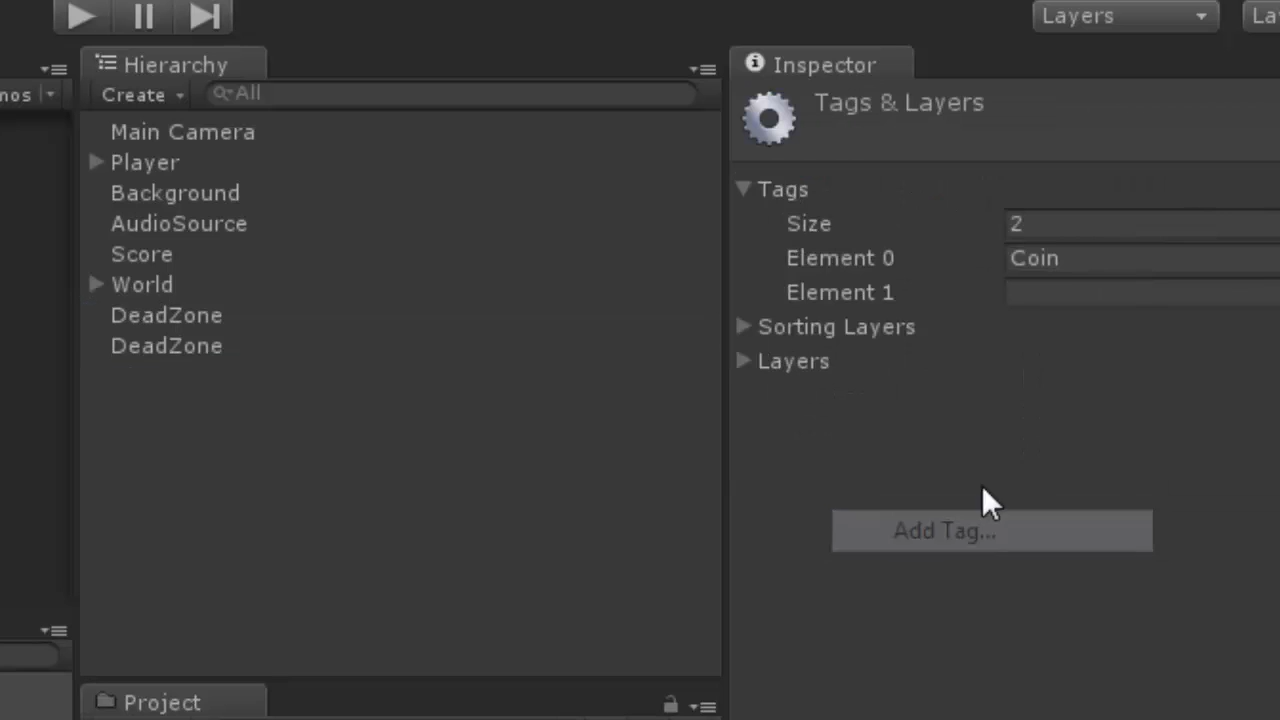 Layers
La
Hierarchy
Inspector
nos
Create
All
Tags & Layers
Main Camera
Player
Background
AudioSource
Score
World
DeadZone
DeadZone
Tags
Size 2
Element 0 Coin
Element 1
Sorting Layers
Layers
Add Tag...
Project